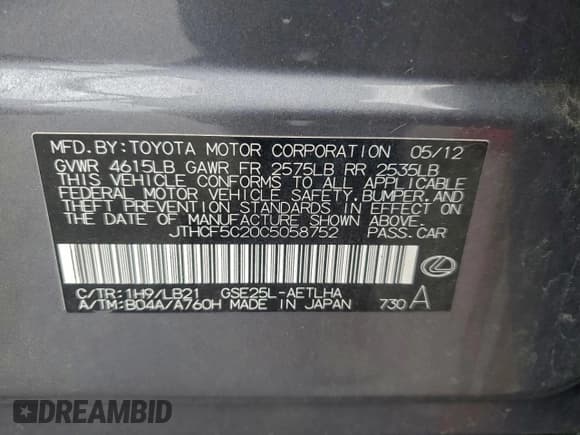 MFD.BY:TOYOTA MOTOR CORPORATION 05/12
GVWR 4615LB GAWR FR 2575LB RR 2535LB
THIS VEHICLE CONFORMS TO ALL APPLICABLE
FEDERAL MOTOR VEHICLE SAFETY,BUMPER,AND
THEFT PREVENTION STANDARDS IN EFFECT ON
THE DATE OF MANUFACTURE SHOWN ABOVE.
JTHCF5C20C5058752 PASS.CAR
C/TR:1H9/LB21 GSE25L-AETLHA
A/TM:B04A/A760H MADE IN JAPAN 730 A
DREAMBID